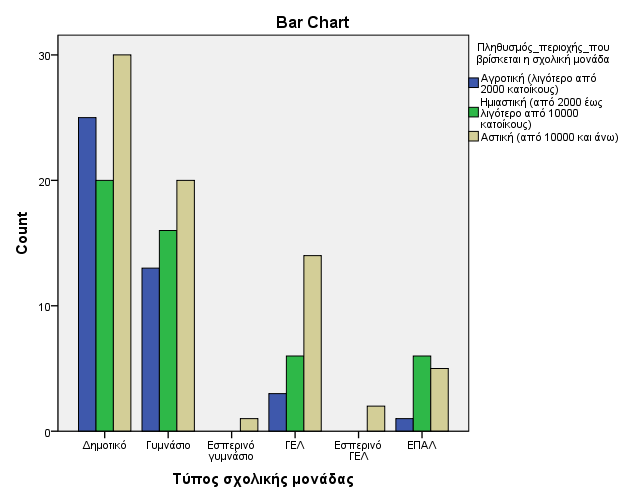 Bar Chart
Πληθυσμός_περιοχής_που
βρίσκεται η σχολική μονάδα
Αγροτική (λιγότερο από
2000 κατοίκους)
Ημιαστική (από 2000 έως
λιγότερο από 10000
κατοίκους)
Αστική (από 10000 και άνω)
Count
30
20
10
0
Δημοτικό
Γυμνάσιο
Εσπερινό
γυμνάσιο
ΓΕΛ
Εσπερινό
ΓΕΛ
ΕΠΑΛ
Τύπος σχολικής μονάδας